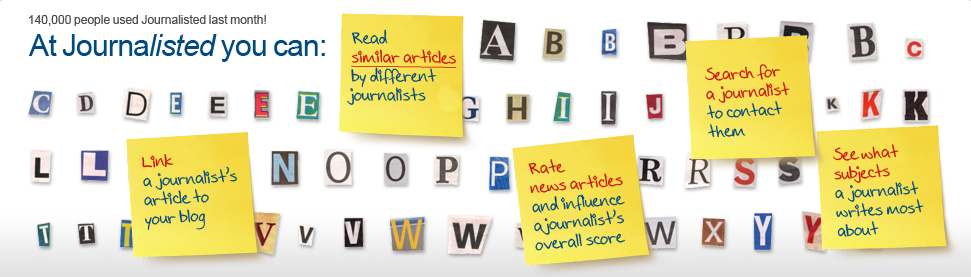 140,000 people used Journalisted last month!
At Journalisted you can:
A B B B B C
Read
similar articles
by different
journalists
Search for
a journalist
to contact
them
C D D E E E E G H I I J K K K
Link
a journalist's
article to
your blog
Rate
news articles
and influence
a journalist's
overall score
See what
subjects
a journalist
writes most
about
L L N O O P P P R R S S
T T T V V V W W W W X Y Y